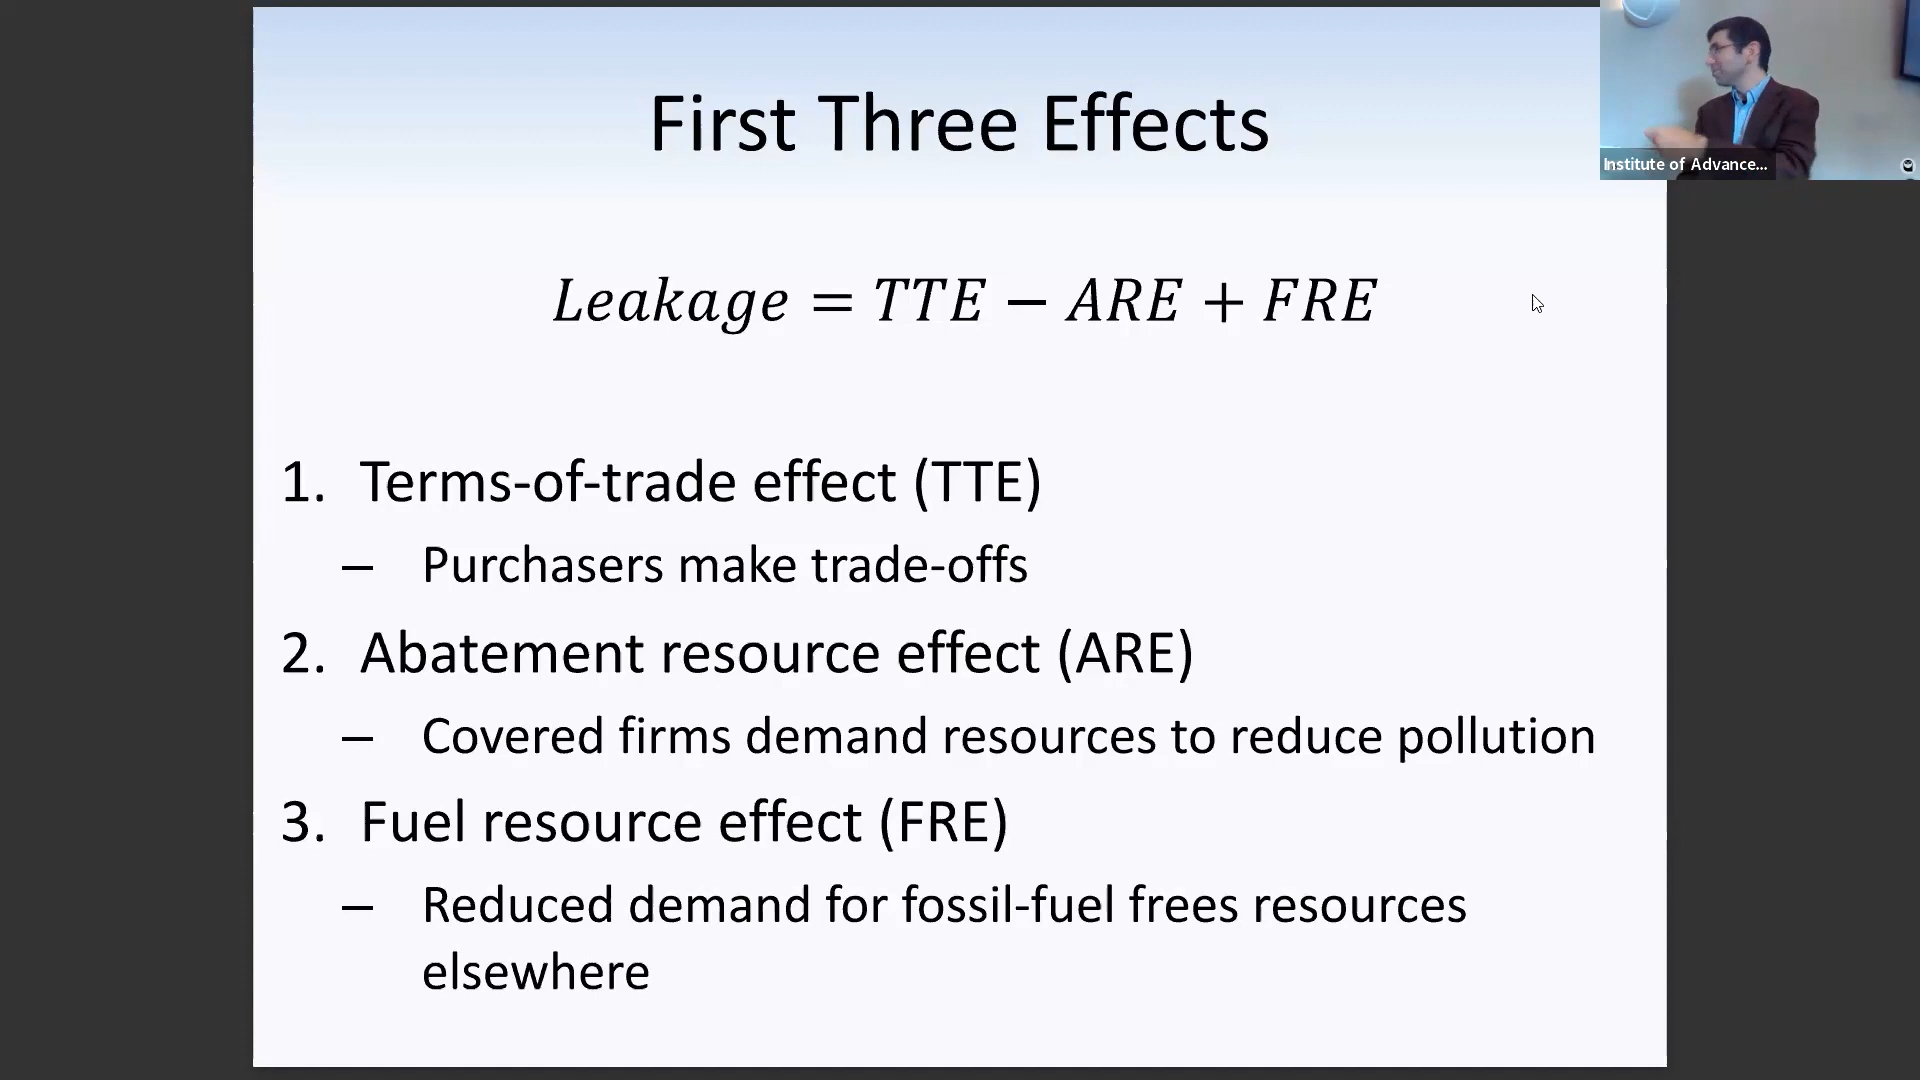 First Three Effects
Institute of Advance...
Leakage = TTE − ARE + FRE
1. Terms-of-trade effect (TTE)
– Purchasers make trade-offs
2. Abatement resource effect (ARE)
– Covered firms demand resources to reduce pollution
3. Fuel resource effect (FRE)
– Reduced demand for fossil-fuel frees resources
elsewhere